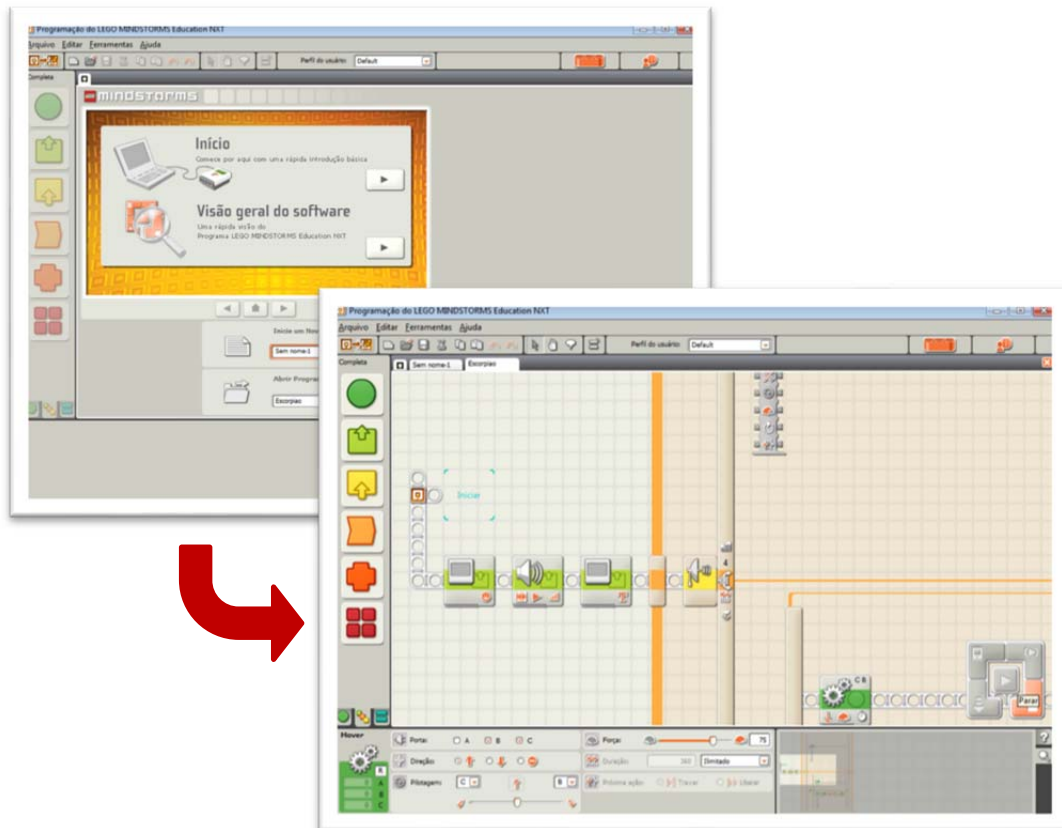 Programação do LEGO MINDSTORMS Education NXT
Arquivo Editar Ferramentas Ajuda
Perfil do usuário: Default
Completa
mindstorms
Início
Comece por aqui com uma rápida introdução básica
Visão geral do software
Uma rápida visão do
Programa LEGO MINDSTORMS Education NXT
Inicie um Nov
Sem nome-1
Abrir Progra
Escorpiao
Programação do LEGO MINDSTORMS Education NXT
Arquivo Editar Ferramentas Ajuda
Perfil do usuário: Default
Completa
Sem nome-1 Escorpiao
Iniciar
4
C B
Parar
Mover
Porta: A B C
Força: 75
Direção:
Duração: 360 Ilimitado
Pilotagem: C B
Próxima ação: Travar Liberar
A
B
C